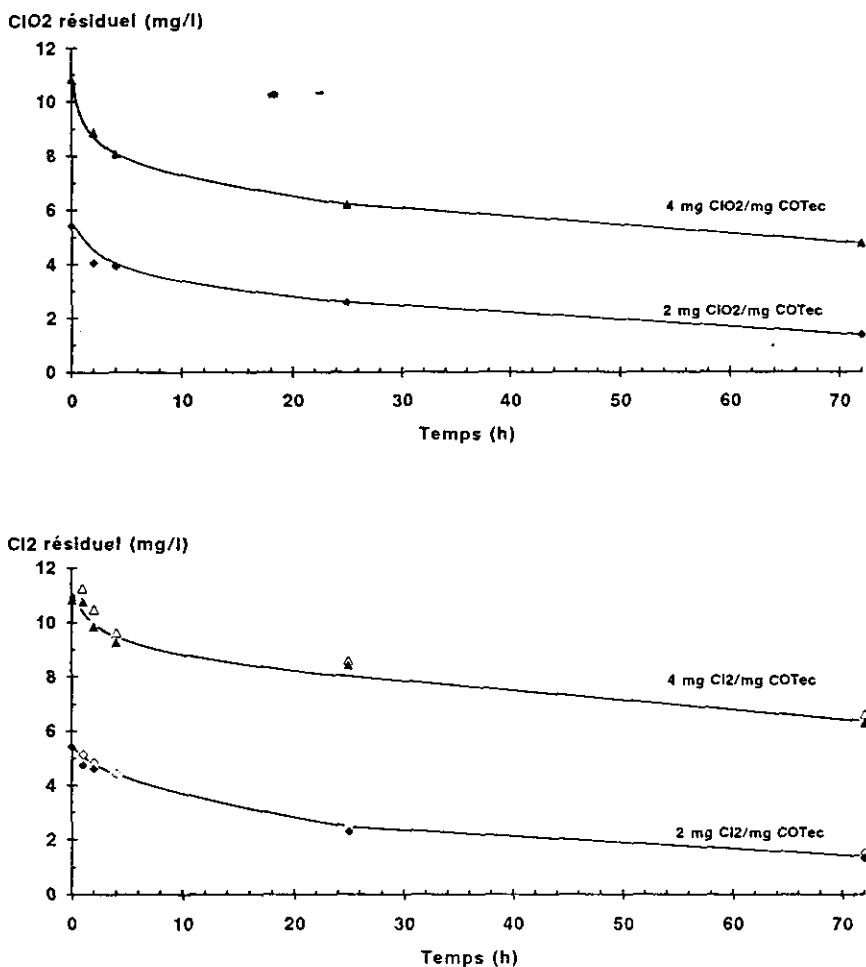 ClO2 résiduel (mg/l)
12
10
8
6
4
2
0
4 mg ClO2/mg COTec
2 mg ClO2/mg COTec
0 10 20 30 40 50 60 70
Temps (h)
Cl2 résiduel (mg/l)
12
10
8
6
4
2
0
4 mg Cl2/mg COTec
2 mg Cl2/mg COTec
0 10 20 30 40 50 60 70
Temps (h)